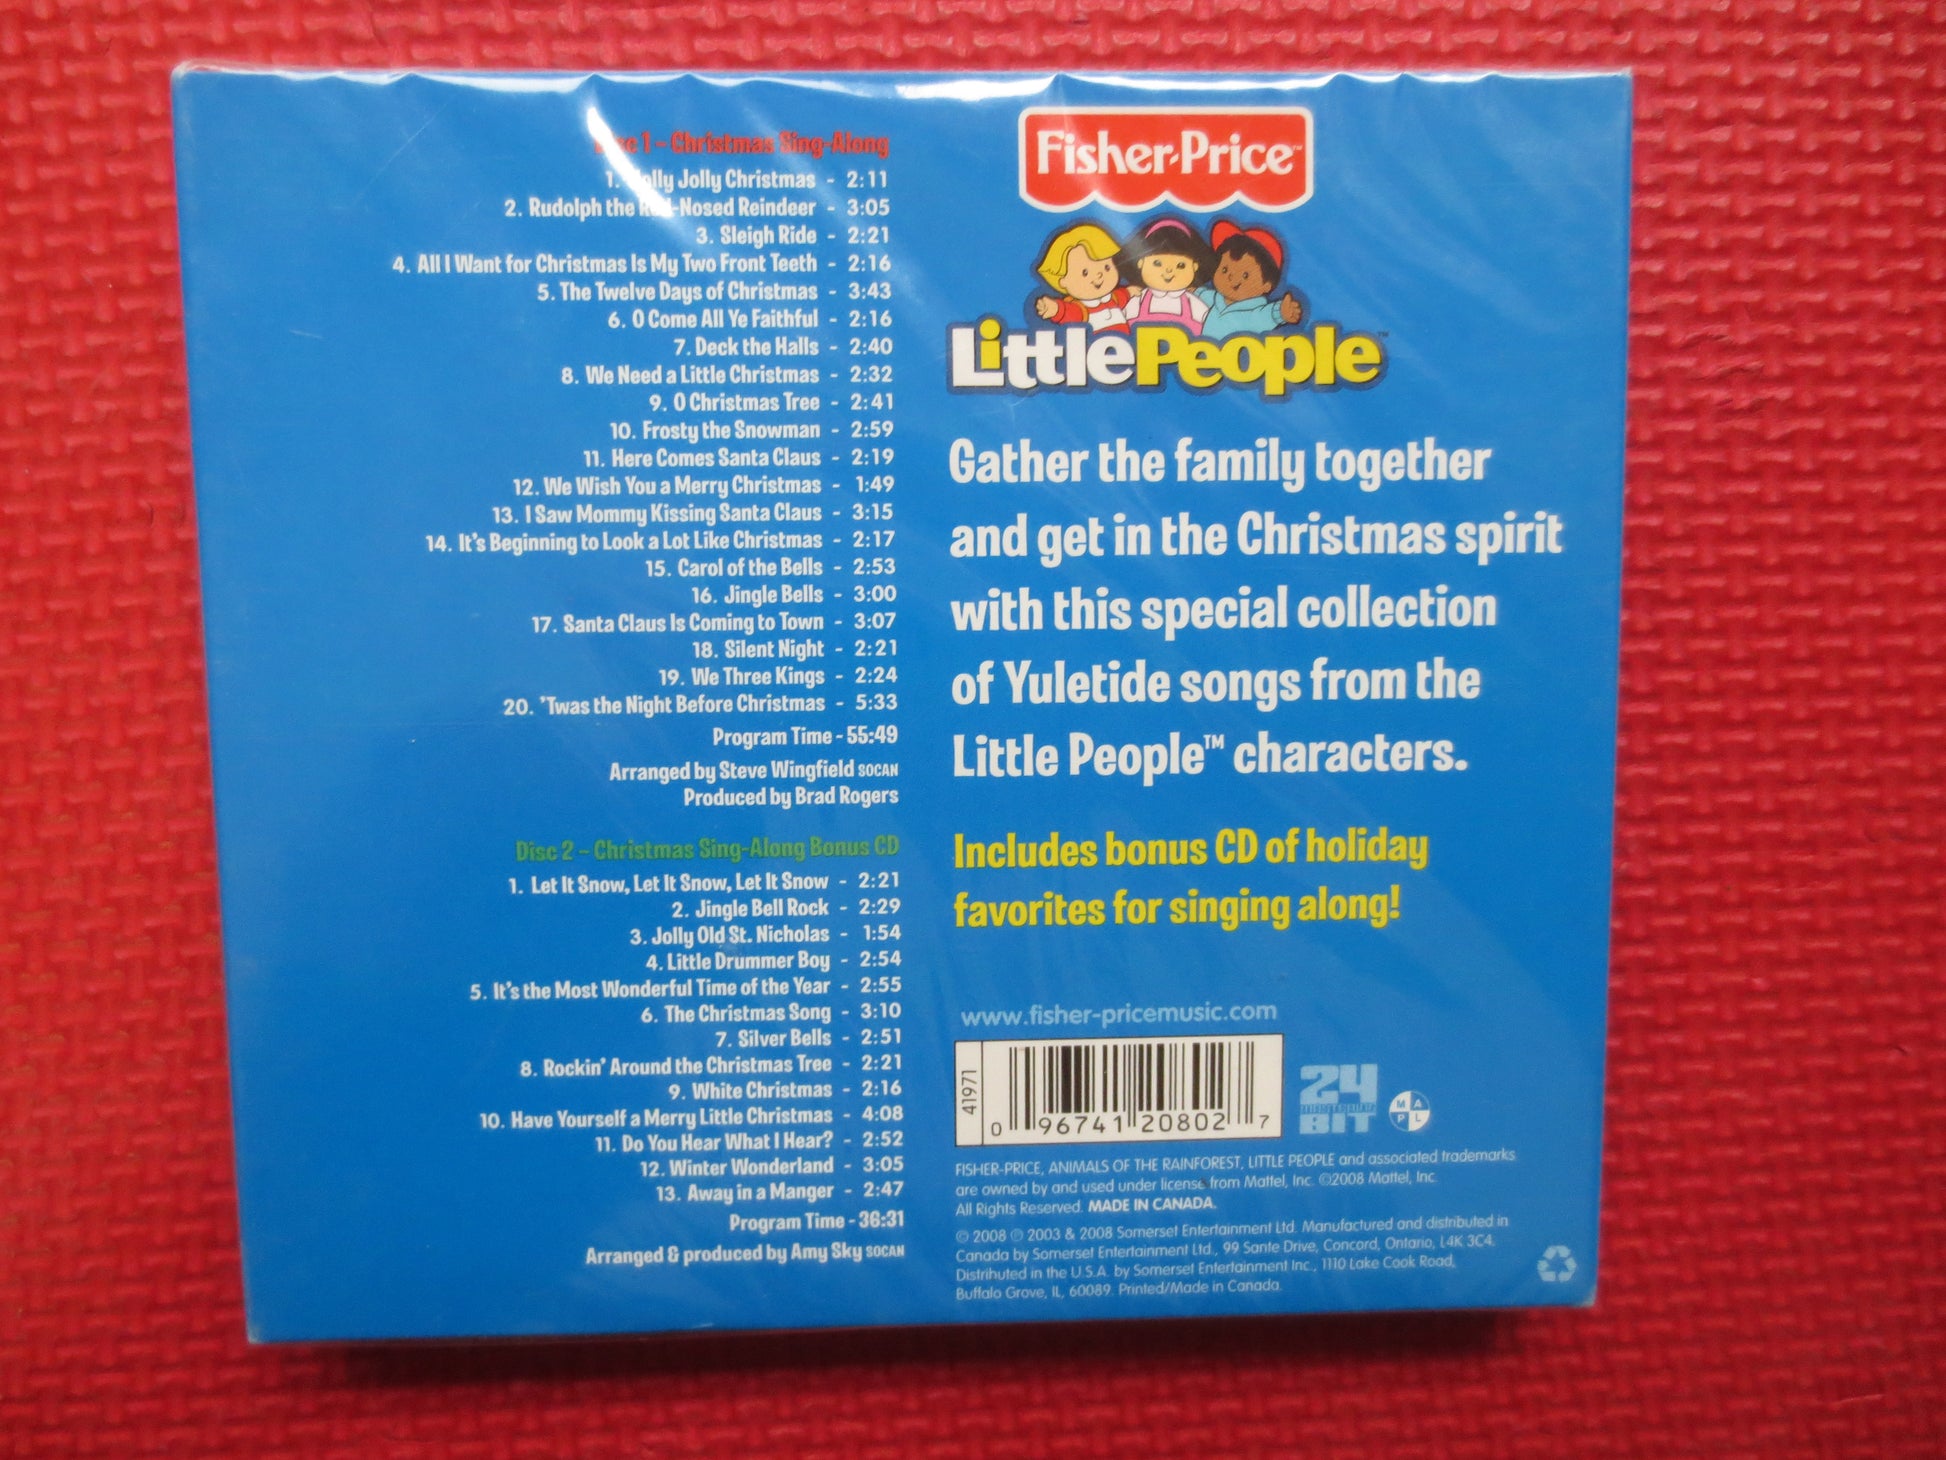 Disc 1 - Christmas Sing-Along
1. Holly Jolly Christmas - 2:11
2. Rudolph the Red-Nosed Reindeer - 3:05
3. Sleigh Ride - 2:21
4. All I Want for Christmas Is My Two Front Teeth - 2:16
5. The Twelve Days of Christmas - 3:43
6. O Come All Ye Faithful - 2:16
7. Deck the Halls - 2:40
8. We Need a Little Christmas - 2:32
9. O Christmas Tree - 2:41
10. Frosty the Snowman - 2:59
11. Here Comes Santa Claus - 2:19
12. We Wish You a Merry Christmas - 1:49
13. I Saw Mommy Kissing Santa Claus - 3:15
14. It's Beginning to Look a Lot Like Christmas - 2:17
15. Carol of the Bells - 2:53
16. Jingle Bells - 3:00
17. Santa Claus Is Coming to Town - 3:07
18. Silent Night - 2:21
19. We Three Kings - 2:24
20. 'Twas the Night Before Christmas - 5:33
Program Time - 55:49
Arranged by Steve Wingfield SOCAN
Produced by Brad Rogers
Disc 2 - Christmas Sing-Along Bonus CD
1. Let It Snow, Let It Snow, Let It Snow - 2:21
2. Jingle Bell Rock - 2:29
3. Jolly Old St. Nicholas - 1:54
4. Little Drummer Boy - 2:54
5. It's the Most Wonderful Time of the Year - 2:55
6. The Christmas Song - 3:10
7. Silver Bells - 2:51
8. Rockin' Around the Christmas Tree - 2:21
9. White Christmas - 2:16
10. Have Yourself a Merry Little Christmas - 4:08
11. Do You Hear What I Hear? - 2:52
12. Winter Wonderland - 3:05
13. Away in a Manger - 2:47
Program Time - 36:31
Arranged & produced by Amy Sky SOCAN
Fisher-Price™
Little People™
Gather the family together
and get in the Christmas spirit
with this special collection
of Yuletide songs from the
Little People™ characters.
Includes bonus CD of holiday
favorites for singing along!
www.fisher-pricemusic.com
41971
0 96741 20802 7
24
MASTERING
BIT
M A
P L
FISHER-PRICE, ANIMALS OF THE RAINFOREST, LITTLE PEOPLE and associated trademarks
are owned by and used under license from Mattel, Inc. ©2008 Mattel, Inc.
All Rights Reserved. MADE IN CANADA.
© 2008 ℗ 2003 & 2008 Somerset Entertainment Ltd. Manufactured and distributed in
Canada by Somerset Entertainment Ltd., 99 Sante Drive, Concord, Ontario, L4K 3C4.
Distributed in the U.S.A. by Somerset Entertainment Inc., 1110 Lake Cook Road,
Buffalo Grove, IL, 60089. Printed/Made in Canada.